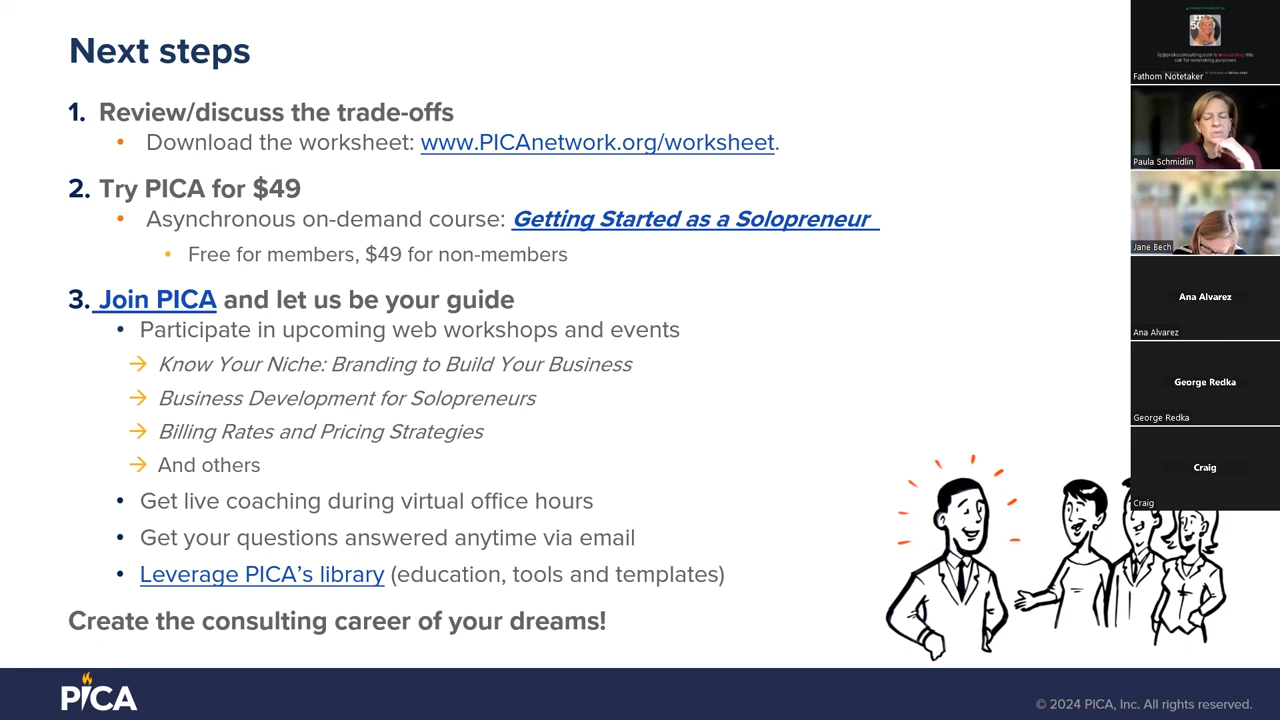 Next steps
1. Review/discuss the trade-offs
• Download the worksheet: www.PICAnetwork.org/worksheet.
2. Try PICA for $49
• Asynchronous on-demand course: Getting Started as a Solopreneur
• Free for members, $49 for non-members
3. Join PICA and let us be your guide
• Participate in upcoming web workshops and events
→ Know Your Niche: Branding to Build Your Business
→ Business Development for Solopreneurs
→ Billing Rates and Pricing Strategies
→ And others
• Get live coaching during virtual office hours
• Get your questions answered anytime via email
• Leverage PICA's library (education, tools and templates)
Create the consulting career of your dreams!
PICA
© 2024 PICA, Inc. All rights reserved.
call for notetaking purposes
Fathom Notetaker
Paula Schmidlin
Jane Bech
Ana Alvarez
Ana Alvarez
George Redka
George Redka
Craig
Craig